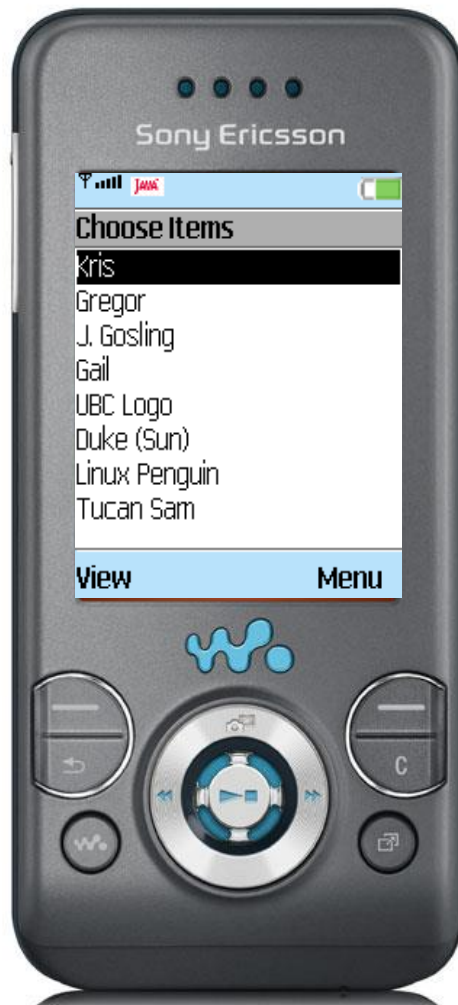 Sony Ericsson
JAVA
Choose Items
Kris
Gregor
J. Gosling
Gail
UBC Logo
Duke (Sun)
Linux Penguin
Tucan Sam
View Menu
C